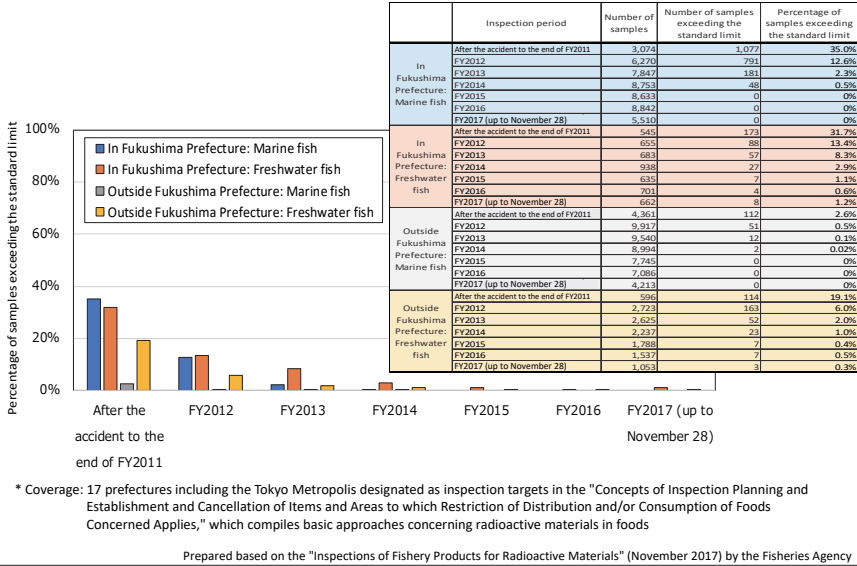 Inspection period Number of samples Number of samples exceeding the standard limit Percentage of samples exceeding the standard limit
In Fukushima Prefecture: Marine fish
After the accident to the end of FY2011 3,074 1,077 35.0%
FY2012 6,270 791 12.6%
FY2013 7,847 181 2.3%
FY2014 8,753 48 0.5%
FY2015 8,633 0 0%
FY2016 8,842 0 0%
FY2017 (up to November 28) 5,510 0 0%
In Fukushima Prefecture: Freshwater fish
After the accident to the end of FY2011 545 173 31.7%
FY2012 655 88 13.4%
FY2013 683 57 8.3%
FY2014 938 27 2.9%
FY2015 635 7 1.1%
FY2016 701 4 0.6%
FY2017 (up to November 28) 662 8 1.2%
Outside Fukushima Prefecture: Marine fish
After the accident to the end of FY2011 4,361 112 2.6%
FY2012 9,917 51 0.5%
FY2013 9,540 12 0.1%
FY2014 8,994 2 0.02%
FY2015 7,745 0 0%
FY2016 7,086 0 0%
FY2017 (up to November 28) 4,213 0 0%
Outside Fukushima Prefecture: Freshwater fish
After the accident to the end of FY2011 596 114 19.1%
FY2012 2,723 163 6.0%
FY2013 2,625 52 2.0%
FY2014 2,237 23 1.0%
FY2015 1,788 7 0.4%
FY2016 1,537 7 0.5%
FY2017 (up to November 28) 1,053 3 0.3%
Percentage of samples exceeding the standard limit
100%
80%
60%
40%
20%
0%
In Fukushima Prefecture: Marine fish
In Fukushima Prefecture: Freshwater fish
Outside Fukushima Prefecture: Marine fish
Outside Fukushima Prefecture: Freshwater fish
After the accident to the end of FY2011
FY2012
FY2013
FY2014
FY2015
FY2016
FY2017 (up to November 28)
* Coverage: 17 prefectures including the Tokyo Metropolis designated as inspection targets in the "Concepts of Inspection Planning and
Establishment and Cancellation of Items and Areas to which Restriction of Distribution and/or Consumption of Foods
Concerned Applies," which compiles basic approaches concerning radioactive materials in foods
Prepared based on the "Inspections of Fishery Products for Radioactive Materials" (November 2017) by the Fisheries Agency